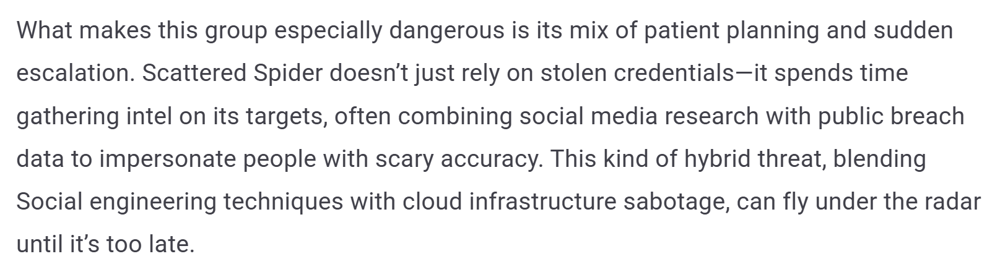 What makes this group especially dangerous is its mix of patient planning and sudden
escalation. Scattered Spider doesn’t just rely on stolen credentials—it spends time
gathering intel on its targets, often combining social media research with public breach
data to impersonate people with scary accuracy. This kind of hybrid threat, blending
Social engineering techniques with cloud infrastructure sabotage, can fly under the radar
until it’s too late.